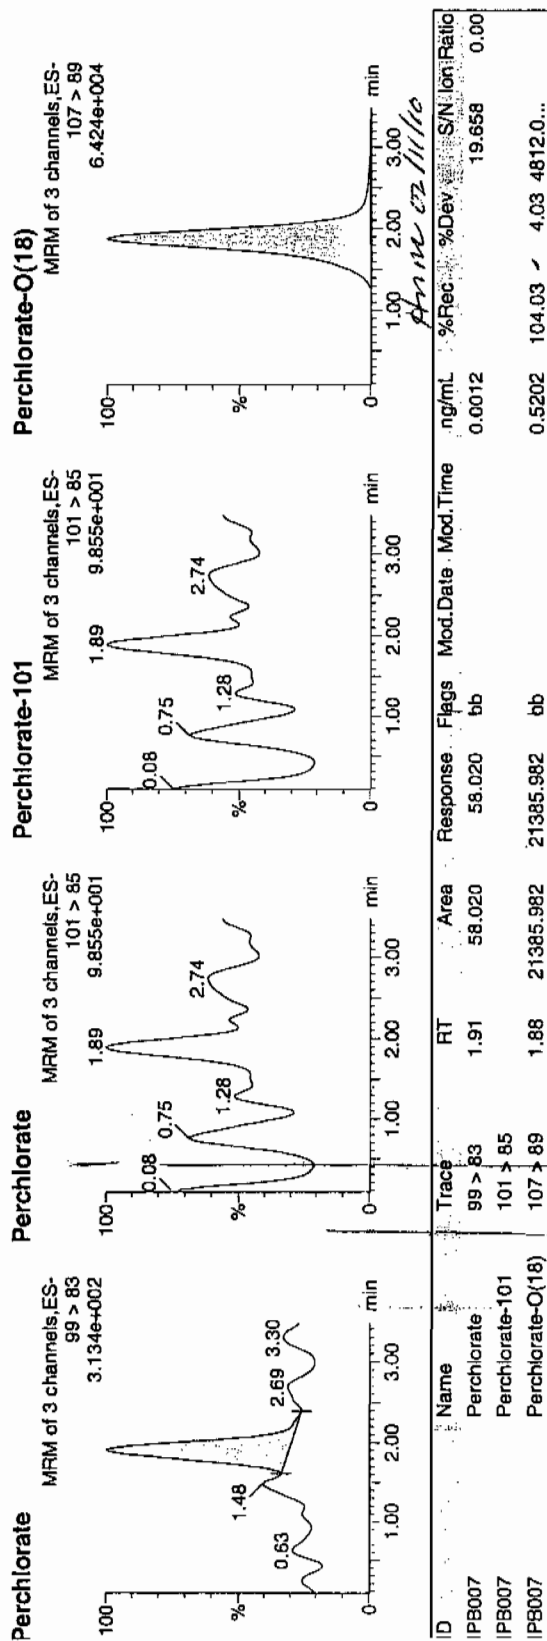 Perchlorate
MRM of 3 channels,ES-
99 > 83
3.134e+002
100
%
0
0.63
1.48
2.69
3.30
1.00
2.00
3.00
min
Perchlorate
MRM of 3 channels,ES-
101 > 85
9.855e+001
100
%
0
0.08
0.75
1.28
1.89
2.74
1.00
2.00
3.00
min
Perchlorate-101
MRM of 3 channels,ES-
101 > 85
9.855e+001
100
%
0
0.08
0.75
1.28
1.89
2.74
1.00
2.00
3.00
min
Perchlorate-O(18)
MRM of 3 channels,ES-
107 > 89
6.424e+004
100
%
0
1.00
2.00
3.00
min
02/11/10
ID Name Trace RT Area Response Flags Mod.Date Mod.Time ng/mL %Rec %Dev S/N Ion Ratio
IPB007 Perchlorate 99 > 83 1.91 58.020 58.020 bb 0.0012 19.658 0.00
IPB007 Perchlorate-101 101 > 85
IPB007 Perchlorate-O(18) 107 > 89 1.88 21385.982 21385.982 bb 0.5202 104.03 4.03 4812.0...